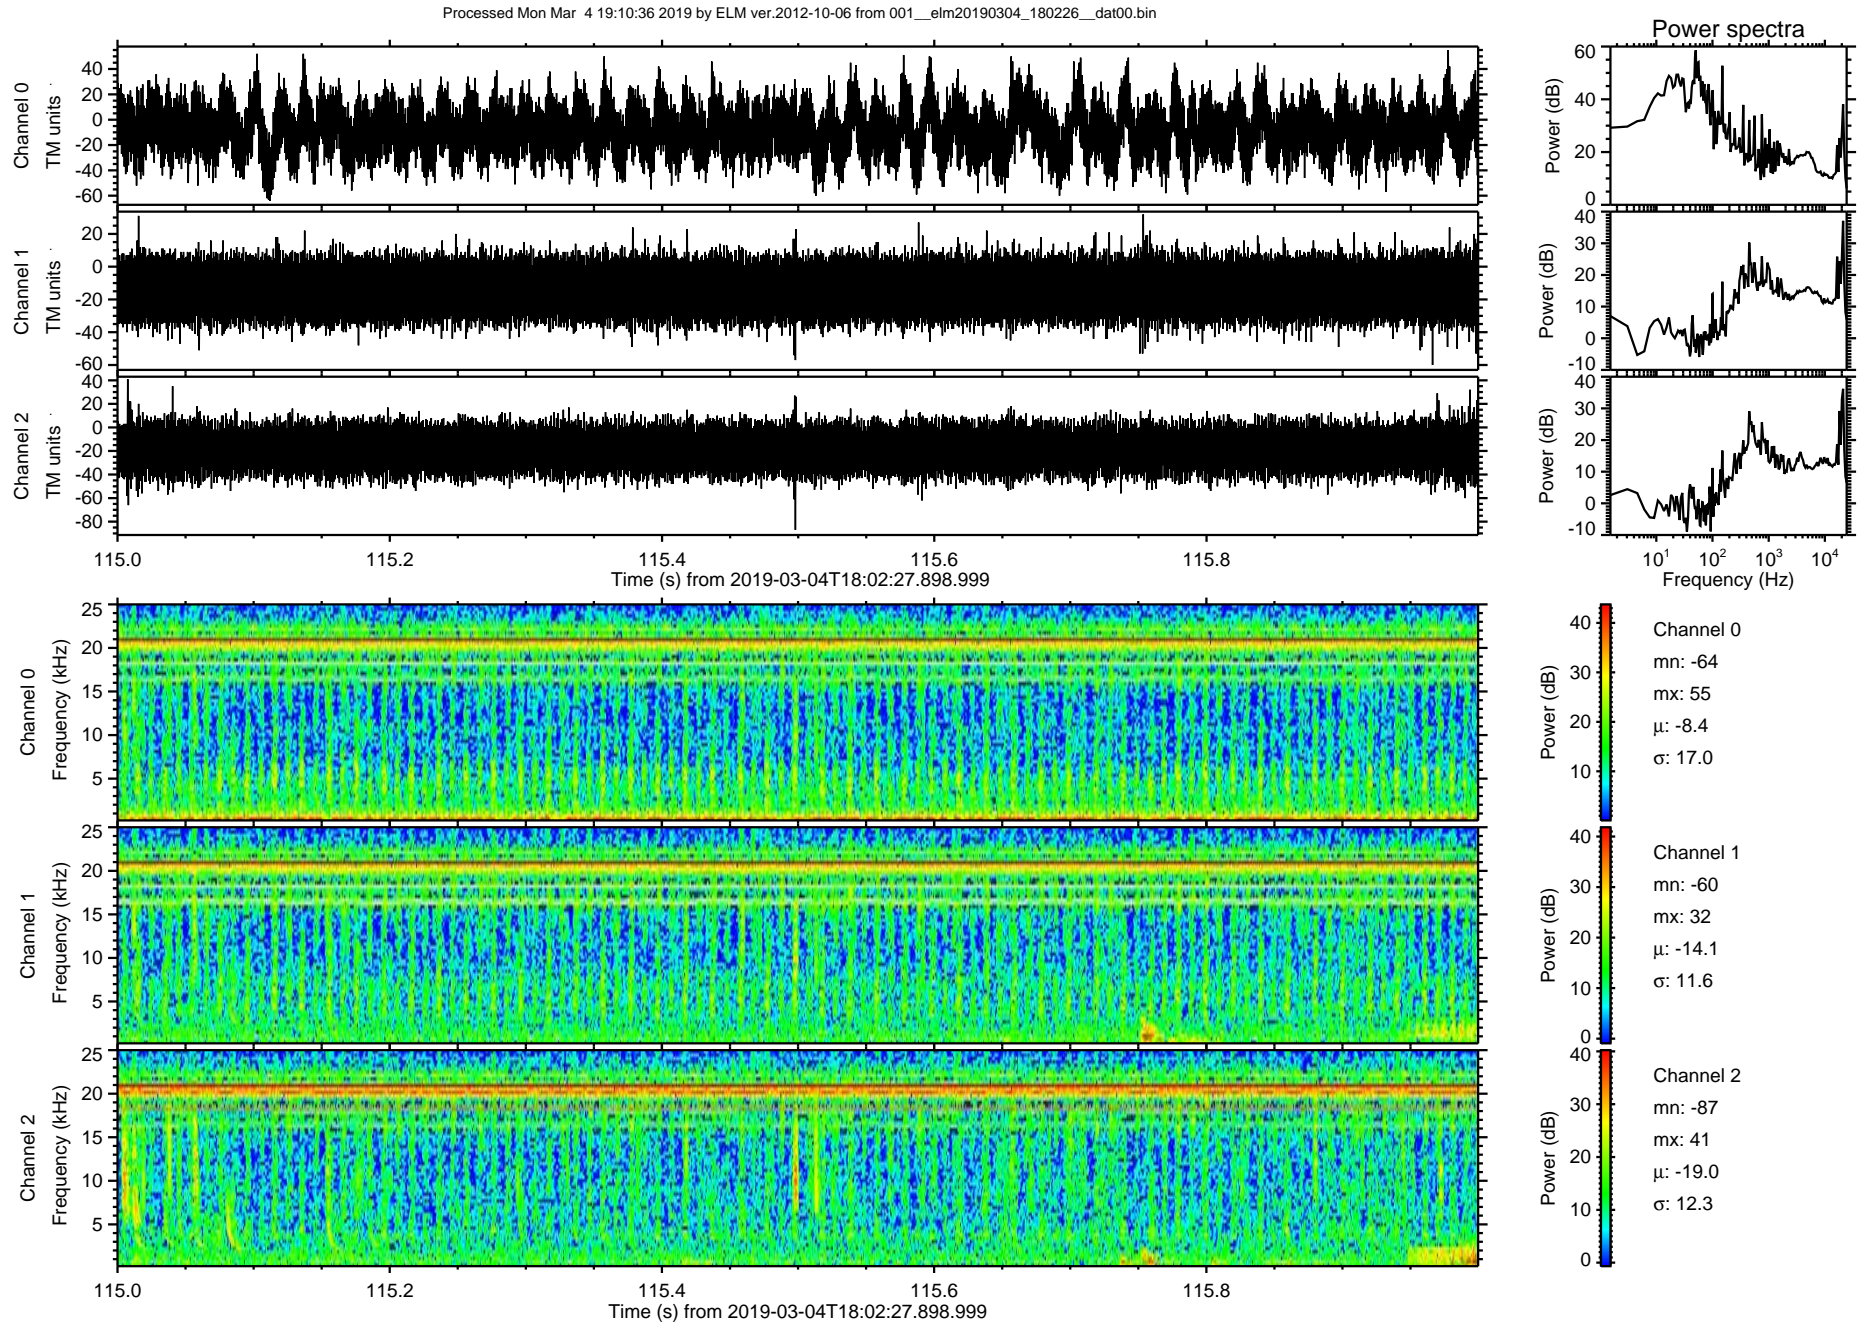 Processed Mon Mar  4 19:10:36 2019 by ELM ver.2012-10-06 from 001__elm20190304_180226__dat00.bin
Power spectra
Channel 0
TM units
40
20
0
-20
-40
-60
Power (dB)
60
40
20
0
Channel 1
TM units
20
0
-20
-40
-60
Power (dB)
40
30
20
10
0
-10
Channel 2
TM units
40
20
0
-20
-40
-60
-80
Power (dB)
40
30
20
10
0
-10
115.0 115.2 115.4 115.6 115.8
Time (s) from 2019-03-04T18:02:27.898.999
10¹ 10² 10³ 10⁴
Frequency (Hz)
Channel 0
Frequency (kHz)
25
20
15
10
5
Power (dB)
40
30
20
10
Channel 0
mn: -64
mx: 55
μ: -8.4
σ: 17.0
Channel 1
Frequency (kHz)
25
20
15
10
5
Power (dB)
40
30
20
10
0
Channel 1
mn: -60
mx: 32
μ: -14.1
σ: 11.6
Channel 2
Frequency (kHz)
25
20
15
10
5
Power (dB)
40
30
20
10
0
Channel 2
mn: -87
mx: 41
μ: -19.0
σ: 12.3
115.0 115.2 115.4 115.6 115.8
Time (s) from 2019-03-04T18:02:27.898.999